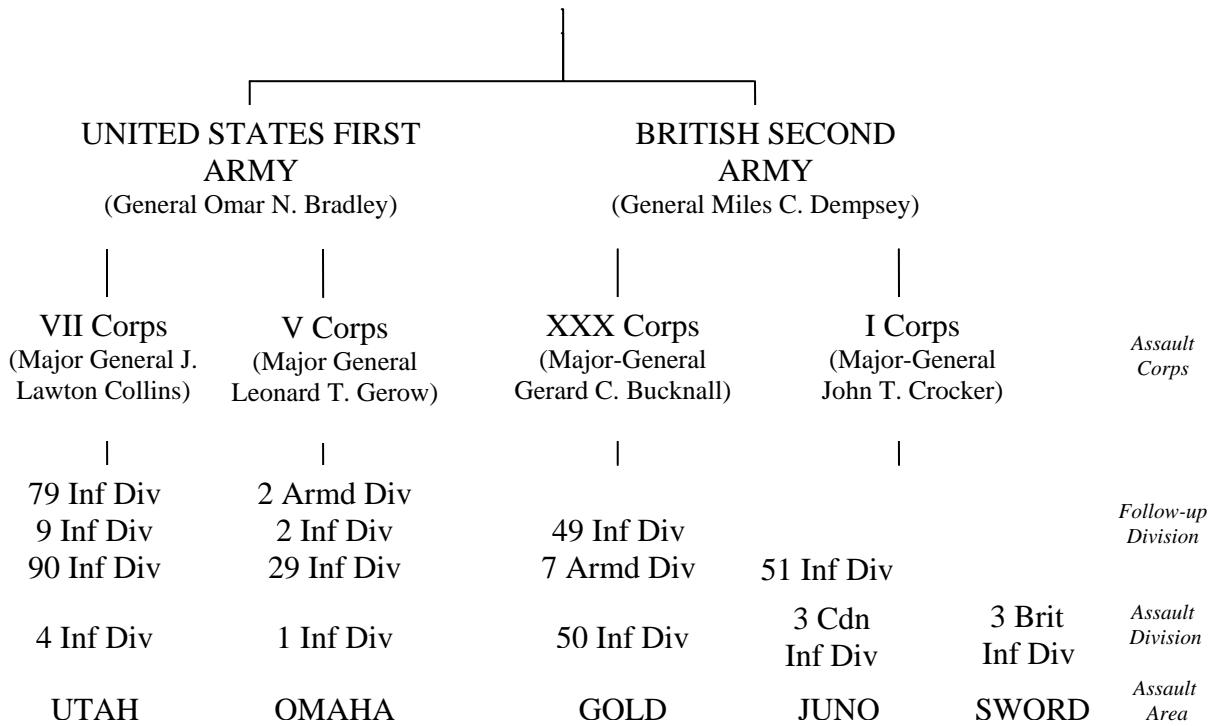 UNITED STATES FIRST
ARMY
(General Omar N. Bradley)
BRITISH SECOND
ARMY
(General Miles C. Dempsey)
VII Corps
(Major General J.
Lawton Collins)
V Corps
(Major General
Leonard T. Gerow)
XXX Corps
(Major-General
Gerard C. Bucknall)
I Corps
(Major-General
John T. Crocker)
Assault
Corps
79 Inf Div
9 Inf Div
90 Inf Div
2 Armd Div
2 Inf Div
29 Inf Div
49 Inf Div
7 Armd Div
51 Inf Div
Follow-up
Division
4 Inf Div
1 Inf Div
50 Inf Div
3 Cdn
Inf Div
3 Brit
Inf Div
Assault
Division
UTAH
OMAHA
GOLD
JUNO
SWORD
Assault
Area